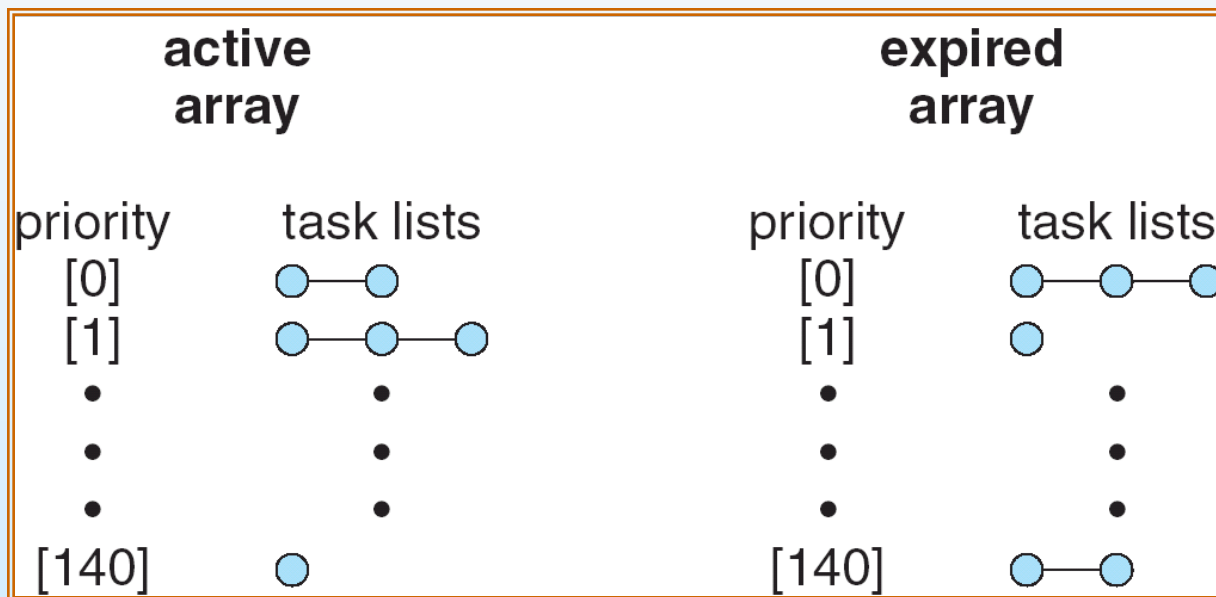 active
array
expired
array
priority task lists
[0]
[1]
[140]
priority task lists
[0]
[1]
[140]